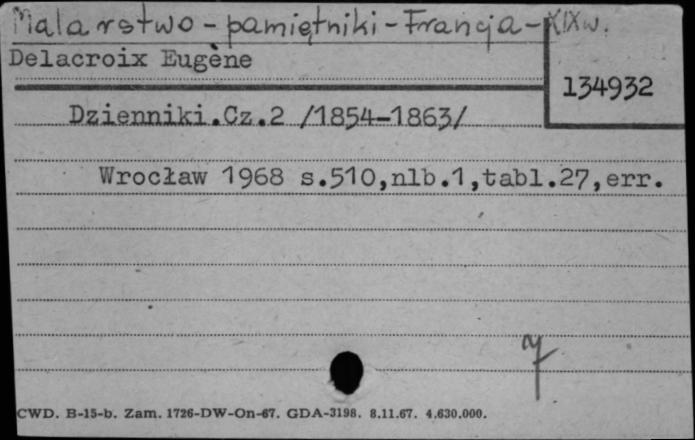 Malarstwo - pamiętniki - Francja - XIX w.
Delacroix Eugène
134932
Dzienniki.Cz.2 /1854-1863/
Wrocław 1968 s.510,nlb.1,tabl.27,err.
CWD. B-15-b. Zam. 1726-DW-On-67. GDA-3198. 8.11.67. 4.630.000.